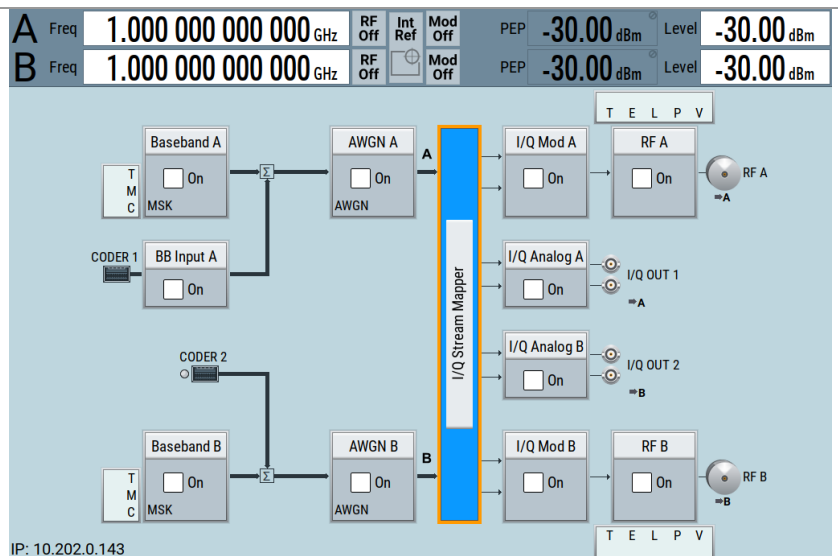 A Freq 1.000 000 000 000 GHz RF Off Int Ref Mod Off PEP -30.00 dBm Level -30.00 dBm
B Freq 1.000 000 000 000 GHz RF Off Mod Off PEP -30.00 dBm Level -30.00 dBm
T E L P V
Baseband A AWGN A A I/Q Mod A RF A
T M C On Σ On On On RF A
MSK AWGN ➡A
CODER 1 BB Input A I/Q Analog A
On On I/Q OUT 1
➡A
I/Q Stream Mapper
CODER 2 I/Q Analog B
On I/Q OUT 2
➡B
Baseband B AWGN B B I/Q Mod B RF B
T M C On Σ On On On RF B
MSK AWGN ➡B
T E L P V
IP: 10.202.0.143